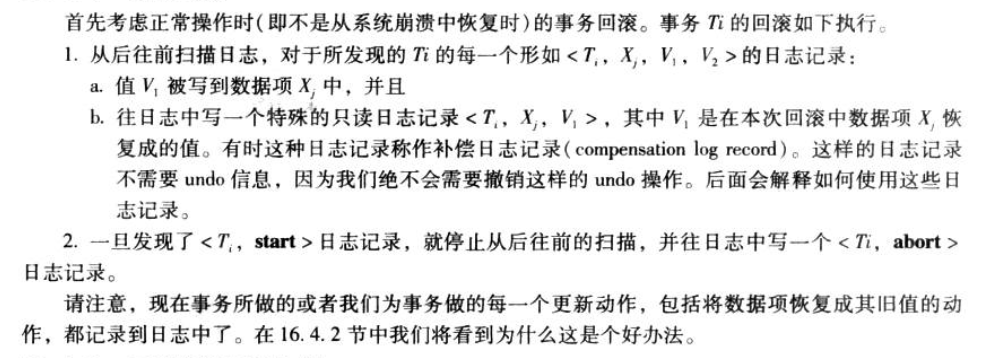 首先考虑正常操作时(即不是从系统崩溃中恢复时)的事务回滚。事务 Ti 的回滚如下执行。
1. 从后往前扫描日志，对于所发现的 Ti 的每一个形如 < Ti, Xj, V1, V2 > 的日志记录：
a. 值 V1 被写到数据项 Xj 中，并且
b. 往日志中写一个特殊的只读日志记录 < Ti, Xj, V1 >，其中 V1 是在本次回滚中数据项 Xj 恢
复成的值。有时这种日志记录称作补偿日志记录(compensation log record)。这样的日志记录
不需要 undo 信息，因为我们绝不会需要撤销这样的 undo 操作。后面会解释如何使用这些日
志记录。
2. 一旦发现了 < Ti, start > 日志记录，就停止从后往前的扫描，并往日志中写一个 < Ti, abort >
日志记录。
请注意，现在事务所做的或者我们为事务做的每一个更新动作，包括将数据项恢复成其旧值的动
作，都记录到日志中了。在 16.4.2 节中我们将看到为什么这是个好办法。